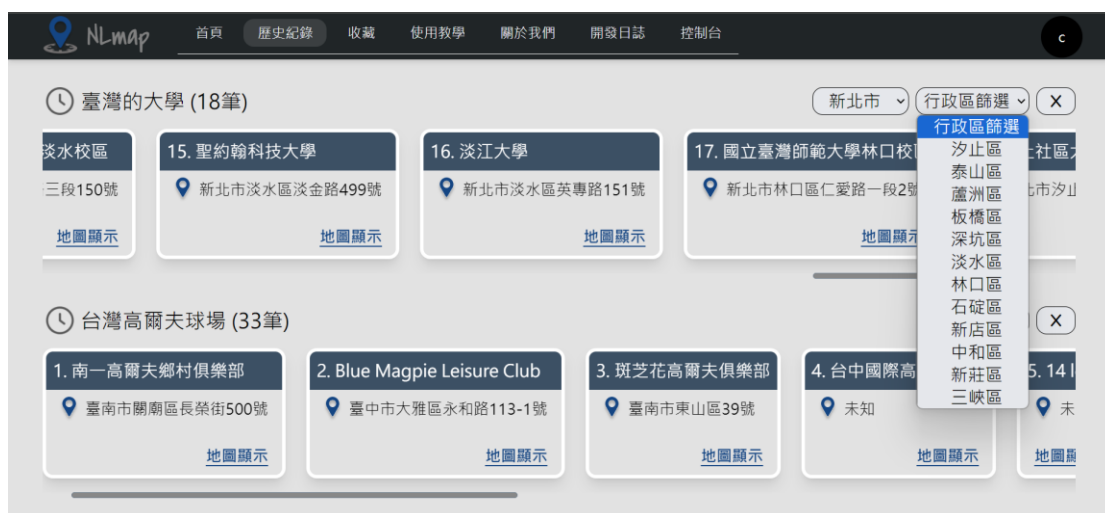 NLmap 首頁 歷史紀錄 收藏 使用教學 關於我們 開發日誌 控制台 c
臺灣的大學 (18筆) 新北市 行政區篩選 X
行政區篩選
汐止區
泰山區
蘆洲區
板橋區
深坑區
淡水區
林口區
石碇區
新店區
中和區
新莊區
三峽區
淡水校區 15. 聖約翰科技大學 16. 淡江大學 17. 國立臺灣師範大學林口校 上社區
三段150號 新北市淡水區淡金路499號 新北市淡水區英專路151號 新北市林口區仁愛路一段2號 北市汐止
地圖顯示 地圖顯示 地圖顯示 地圖顯示
台灣高爾夫球場 (33筆) X
1. 南一高爾夫鄉村俱樂部 2. Blue Magpie Leisure Club 3. 斑芝花高爾夫俱樂部 4. 台中國際高 5. 14
臺南市關廟區長榮街500號 臺中市大雅區永和路113-1號 臺南市東山區39號 未知 未
地圖顯示 地圖顯示 地圖顯示 地圖顯示 地圖顯